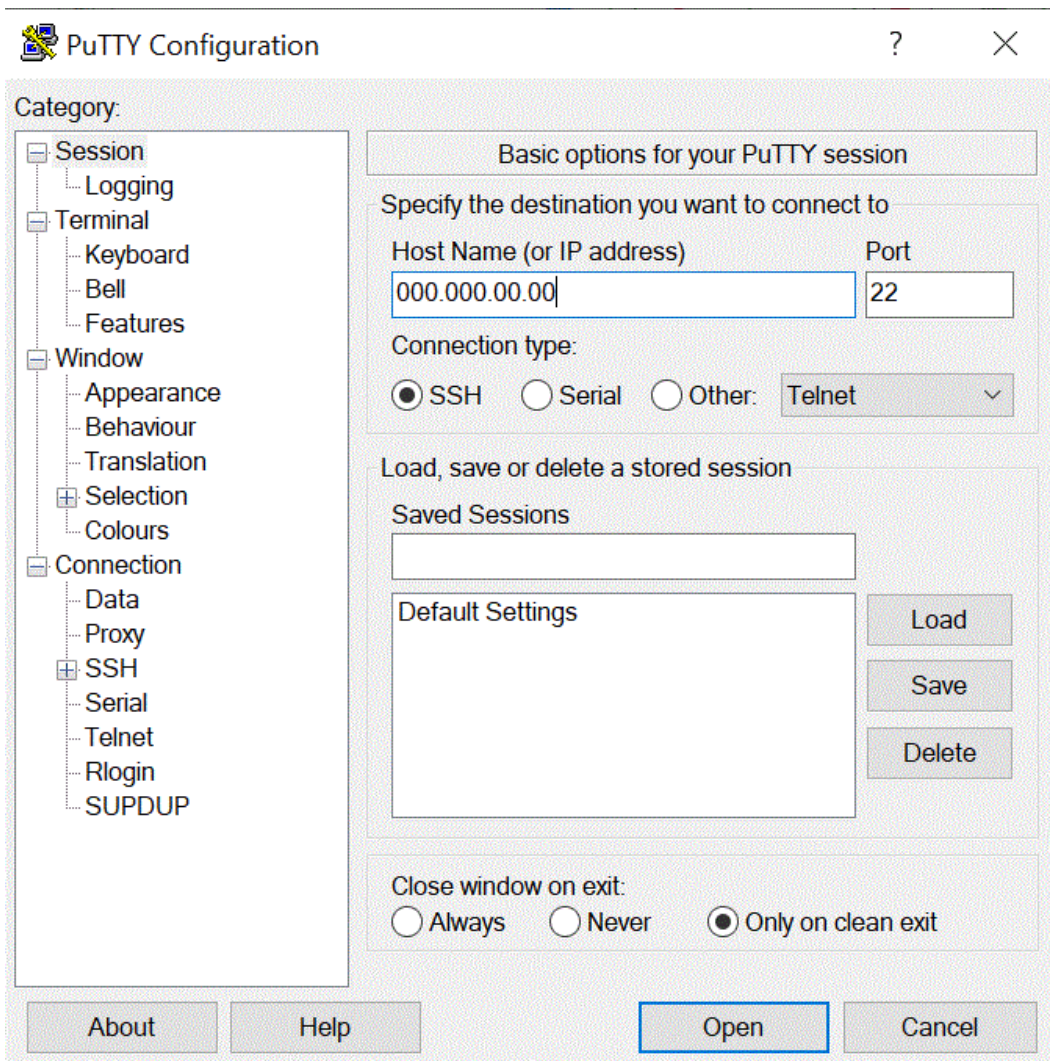 PuTTY Configuration ? ×
Category:
Session
Logging
Terminal
Keyboard
Bell
Features
Window
Appearance
Behaviour
Translation
Selection
Colours
Connection
Data
Proxy
SSH
Serial
Telnet
Rlogin
SUPDUP
Basic options for your PuTTY session
Specify the destination you want to connect to
Host Name (or IP address) Port
000.000.00.00 22
Connection type:
SSH Serial Other: Telnet
Load, save or delete a stored session
Saved Sessions
Default Settings
Load
Save
Delete
Close window on exit:
Always Never Only on clean exit
About Help Open Cancel